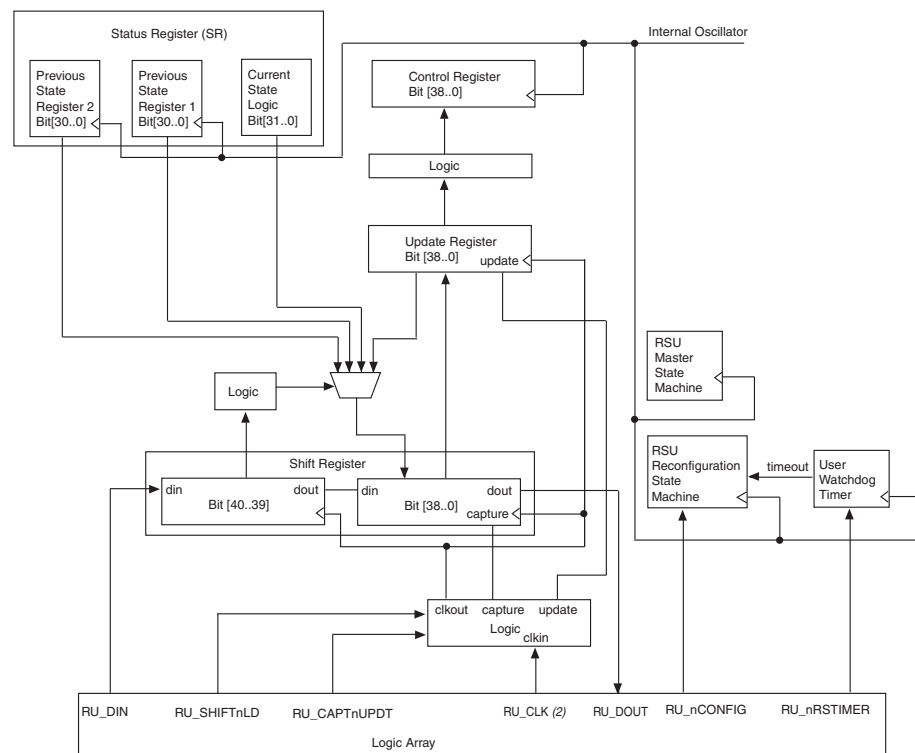 Status Register (SR)
Internal Oscillator
Previous
State
Register 2
Bit[30..0]
Previous
State
Register 1
Bit[30..0]
Current
State
Logic
Bit[31..0]
Control Register
Bit [38..0]
Logic
Update Register
Bit [38..0]
update
RSU
Master
State
Machine
Logic
Shift Register
din
dout
Bit [40..39]
din
dout
Bit [38..0]
capture
RSU
Reconfiguration
State
Machine
timeout
User
Watchdog
Timer
clkout capture update
Logic
clkin
RU_DIN
RU_SHIFTnLD
RU_CAPTnUPDT
RU_CLK (2)
RU_DOUT
RU_nCONFIG
RU_nRSTIMER
Logic Array